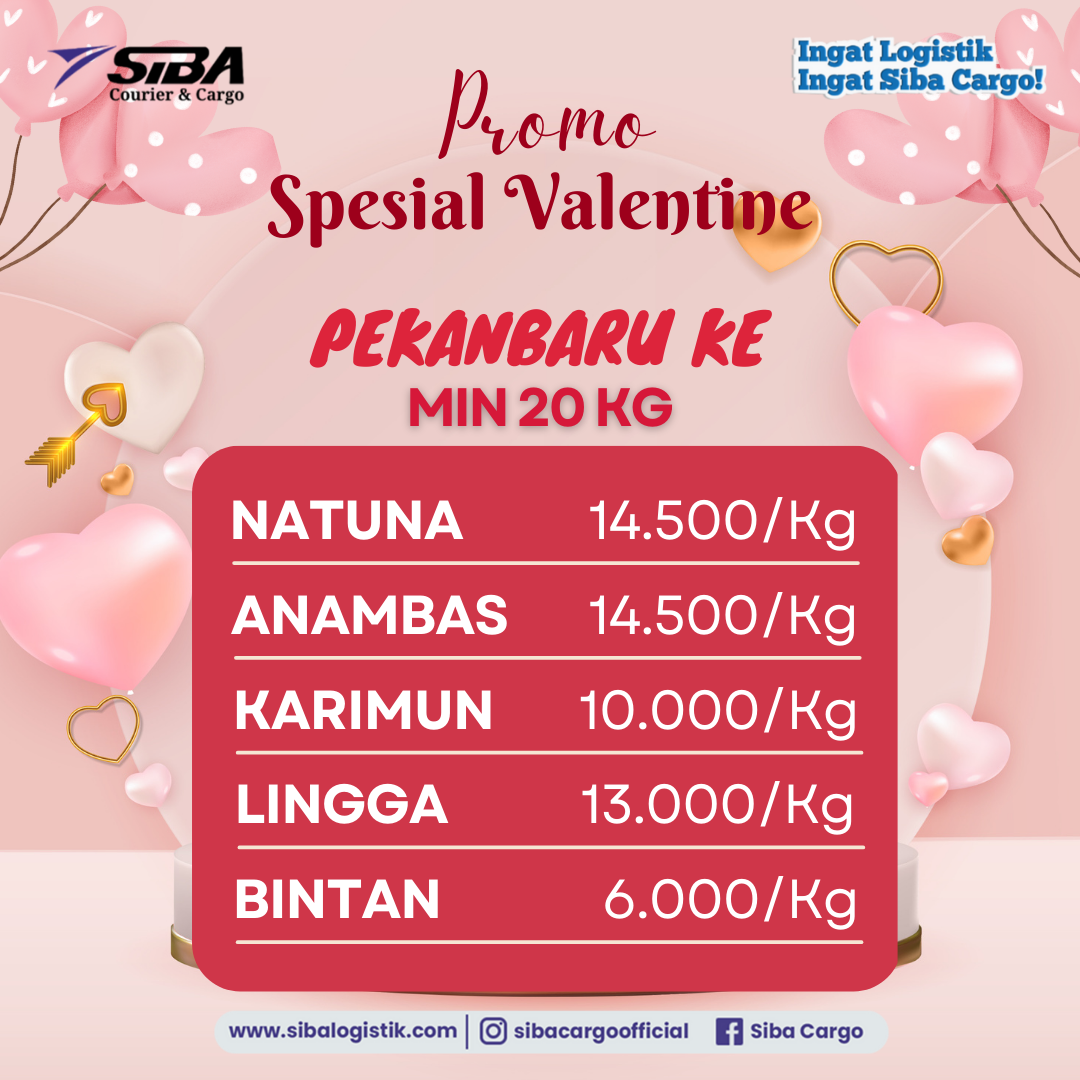 SiBA
Courier & Cargo
Ingat Logistik
Ingat Siba Cargo!
Promo
Spesial Valentine
PEKANBARU KE
MIN 20 KG
NATUNA 14.500/Kg
ANAMBAS 14.500/Kg
KARIMUN 10.000/Kg
LINGGA 13.000/Kg
BINTAN 6.000/Kg
www.sibalogistik.com | sibacargoofficial Siba Cargo